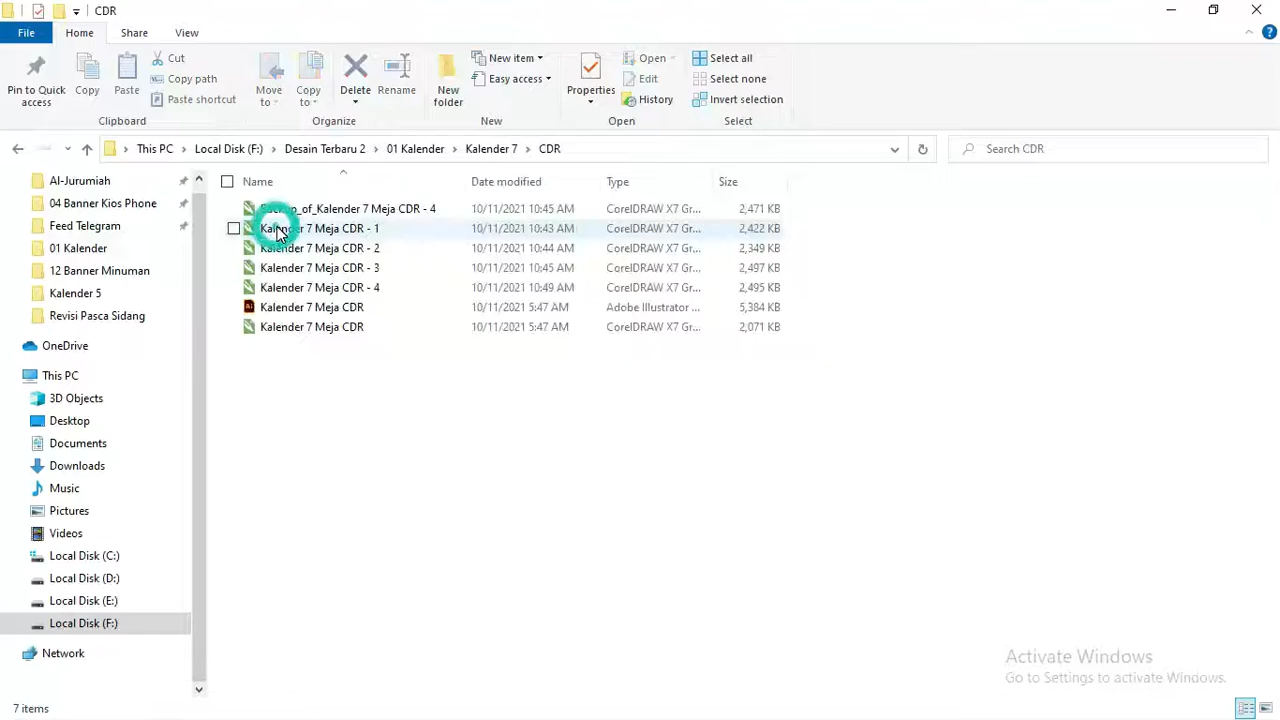 CDR
File Home Share View
Pin to Quick access
Copy
Paste
Cut
Copy path
Paste shortcut
Clipboard
Move to
Copy to
Delete
Rename
Organize
New folder
New item
Easy access
New
Properties
Open
Edit
History
Open
Select all
Select none
Invert selection
Select
This PC Local Disk (F:) Desain Terbaru 2 01 Kalender Kalender 7 CDR
Search CDR
Al-Jurumiah
04 Banner Kios Phone
Feed Telegram
01 Kalender
12 Banner Minuman
Kalender 5
Revisi Pasca Sidang
OneDrive
This PC
3D Objects
Desktop
Documents
Downloads
Music
Pictures
Videos
Local Disk (C:)
Local Disk (D:)
Local Disk (E:)
Local Disk (F:)
Network
Name Date modified Type Size
Backup_of_Kalender 7 Meja CDR - 4 10/11/2021 10:45 AM CorelDRAW X7 Gr... 2,471 KB
Kalender 7 Meja CDR - 1 10/11/2021 10:43 AM CorelDRAW X7 Gr... 2,422 KB
Kalender 7 Meja CDR - 2 10/11/2021 10:44 AM CorelDRAW X7 Gr... 2,349 KB
Kalender 7 Meja CDR - 3 10/11/2021 10:45 AM CorelDRAW X7 Gr... 2,497 KB
Kalender 7 Meja CDR - 4 10/11/2021 10:49 AM CorelDRAW X7 Gr... 2,495 KB
Kalender 7 Meja CDR 10/11/2021 5:47 AM Adobe Illustrator ... 5,384 KB
Kalender 7 Meja CDR 10/11/2021 5:47 AM CorelDRAW X7 Gr... 2,071 KB
Activate Windows
Go to Settings to activate Windows.
7 items